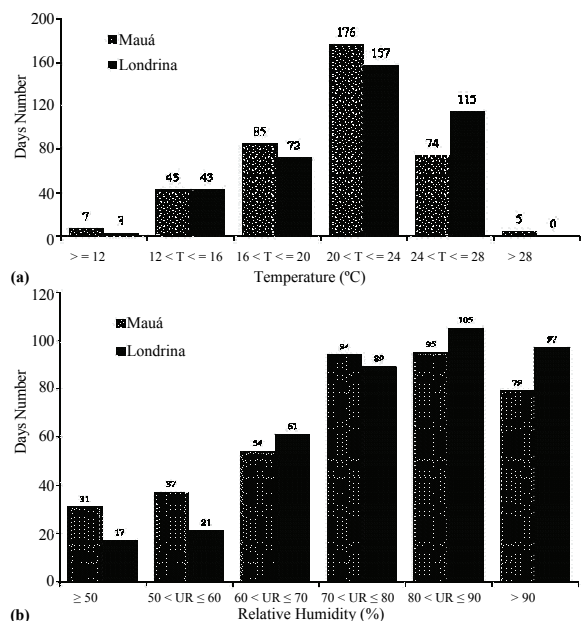 200
160
120
80
40
0
Days Number
Mauá
Londrina
7 3
43 43
85 72
176 157
74 115
5 0
> = 12 12 < T < = 16 16 < T < = 20 20 < T < = 24 24 < T < = 28 > 28
(a) Temperature (ºC)
120
100
80
60
40
20
0
Days Number
Mauá
Londrina
31 17
37 21
54 61
94 89
95 105
79 97
≥ 50 50 < UR ≤ 60 60 < UR ≤ 70 70 < UR ≤ 80 80 < UR ≤ 90 > 90
(b) Relative Humidity (%)